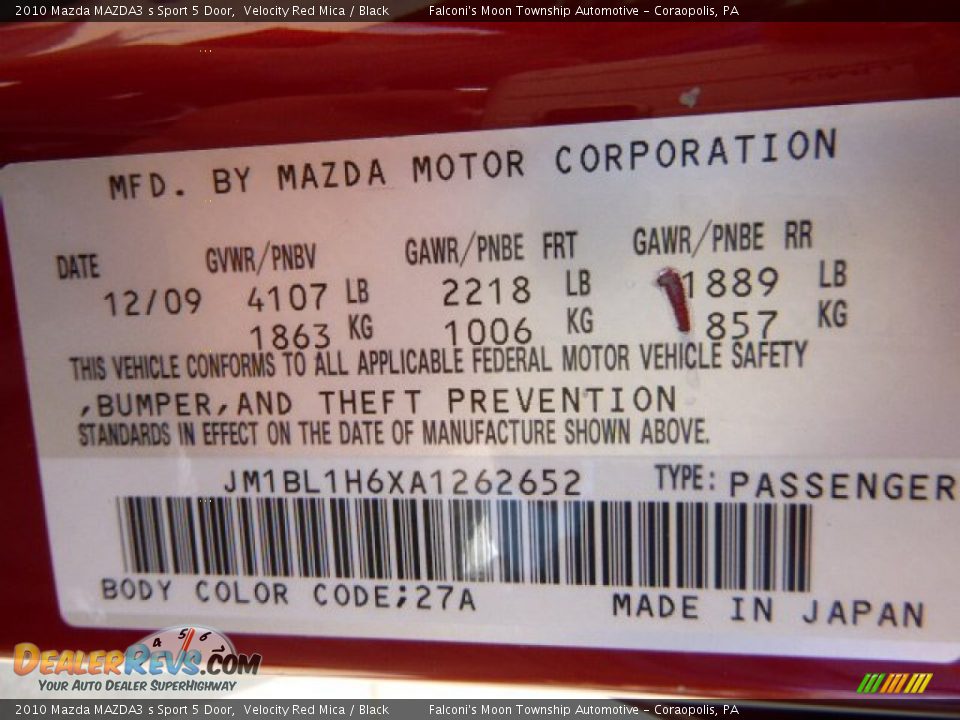 2010 Mazda MAZDA3 s Sport 5 Door, Velocity Red Mica / Black Falconi's Moon Township Automotive - Coraopolis, PA
MFD. BY MAZDA MOTOR CORPORATION
DATE GVWR/PNBV GAWR/PNBE FRT GAWR/PNBE RR
12/09 4107 LB 2218 LB 1889 LB
1863 KG 1006 KG 857 KG
THIS VEHICLE CONFORMS TO ALL APPLICABLE FEDERAL MOTOR VEHICLE SAFETY
,BUMPER,AND THEFT PREVENTION
STANDARDS IN EFFECT ON THE DATE OF MANUFACTURE SHOWN ABOVE.
JM1BL1H6XA1262652 TYPE: PASSENGER
BODY COLOR CODE;27A MADE IN JAPAN
4 5 6
DEALERREVS.COM
YOUR AUTO DEALER SUPERHIGHWAY
2010 Mazda MAZDA3 s Sport 5 Door, Velocity Red Mica / Black Falconi's Moon Township Automotive - Coraopolis, PA